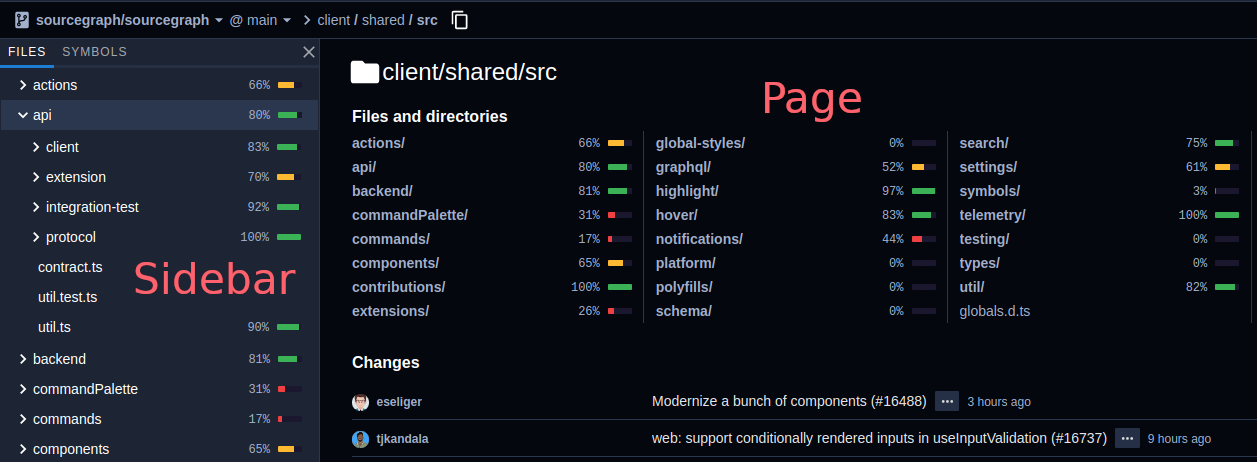 sourcegraph/sourcegraph @ main client / shared / src
FILES SYMBOLS
actions 66%
api 80%
client 83%
extension 70%
integration-test 92%
protocol 100%
contract.ts
util.test.ts
util.ts 90%
backend 81%
commandPalette 31%
commands 17%
components 65%
Sidebar
client/shared/src
Page
Files and directories
actions/ 66%
api/ 80%
backend/ 81%
commandPalette/ 31%
commands/ 17%
components/ 65%
contributions/ 100%
extensions/ 26%
global-styles/ 0%
graphql/ 52%
highlight/ 97%
hover/ 83%
notifications/ 44%
platform/ 0%
polyfills/ 0%
schema/ 0%
search/ 75%
settings/ 61%
symbols/ 3%
telemetry/ 100%
testing/ 0%
types/ 0%
util/ 82%
globals.d.ts
Changes
eseliger Modernize a bunch of components (#16488) ••• 3 hours ago
tjkandala web: support conditionally rendered inputs in useInputValidation (#16737) ••• 9 hours ago